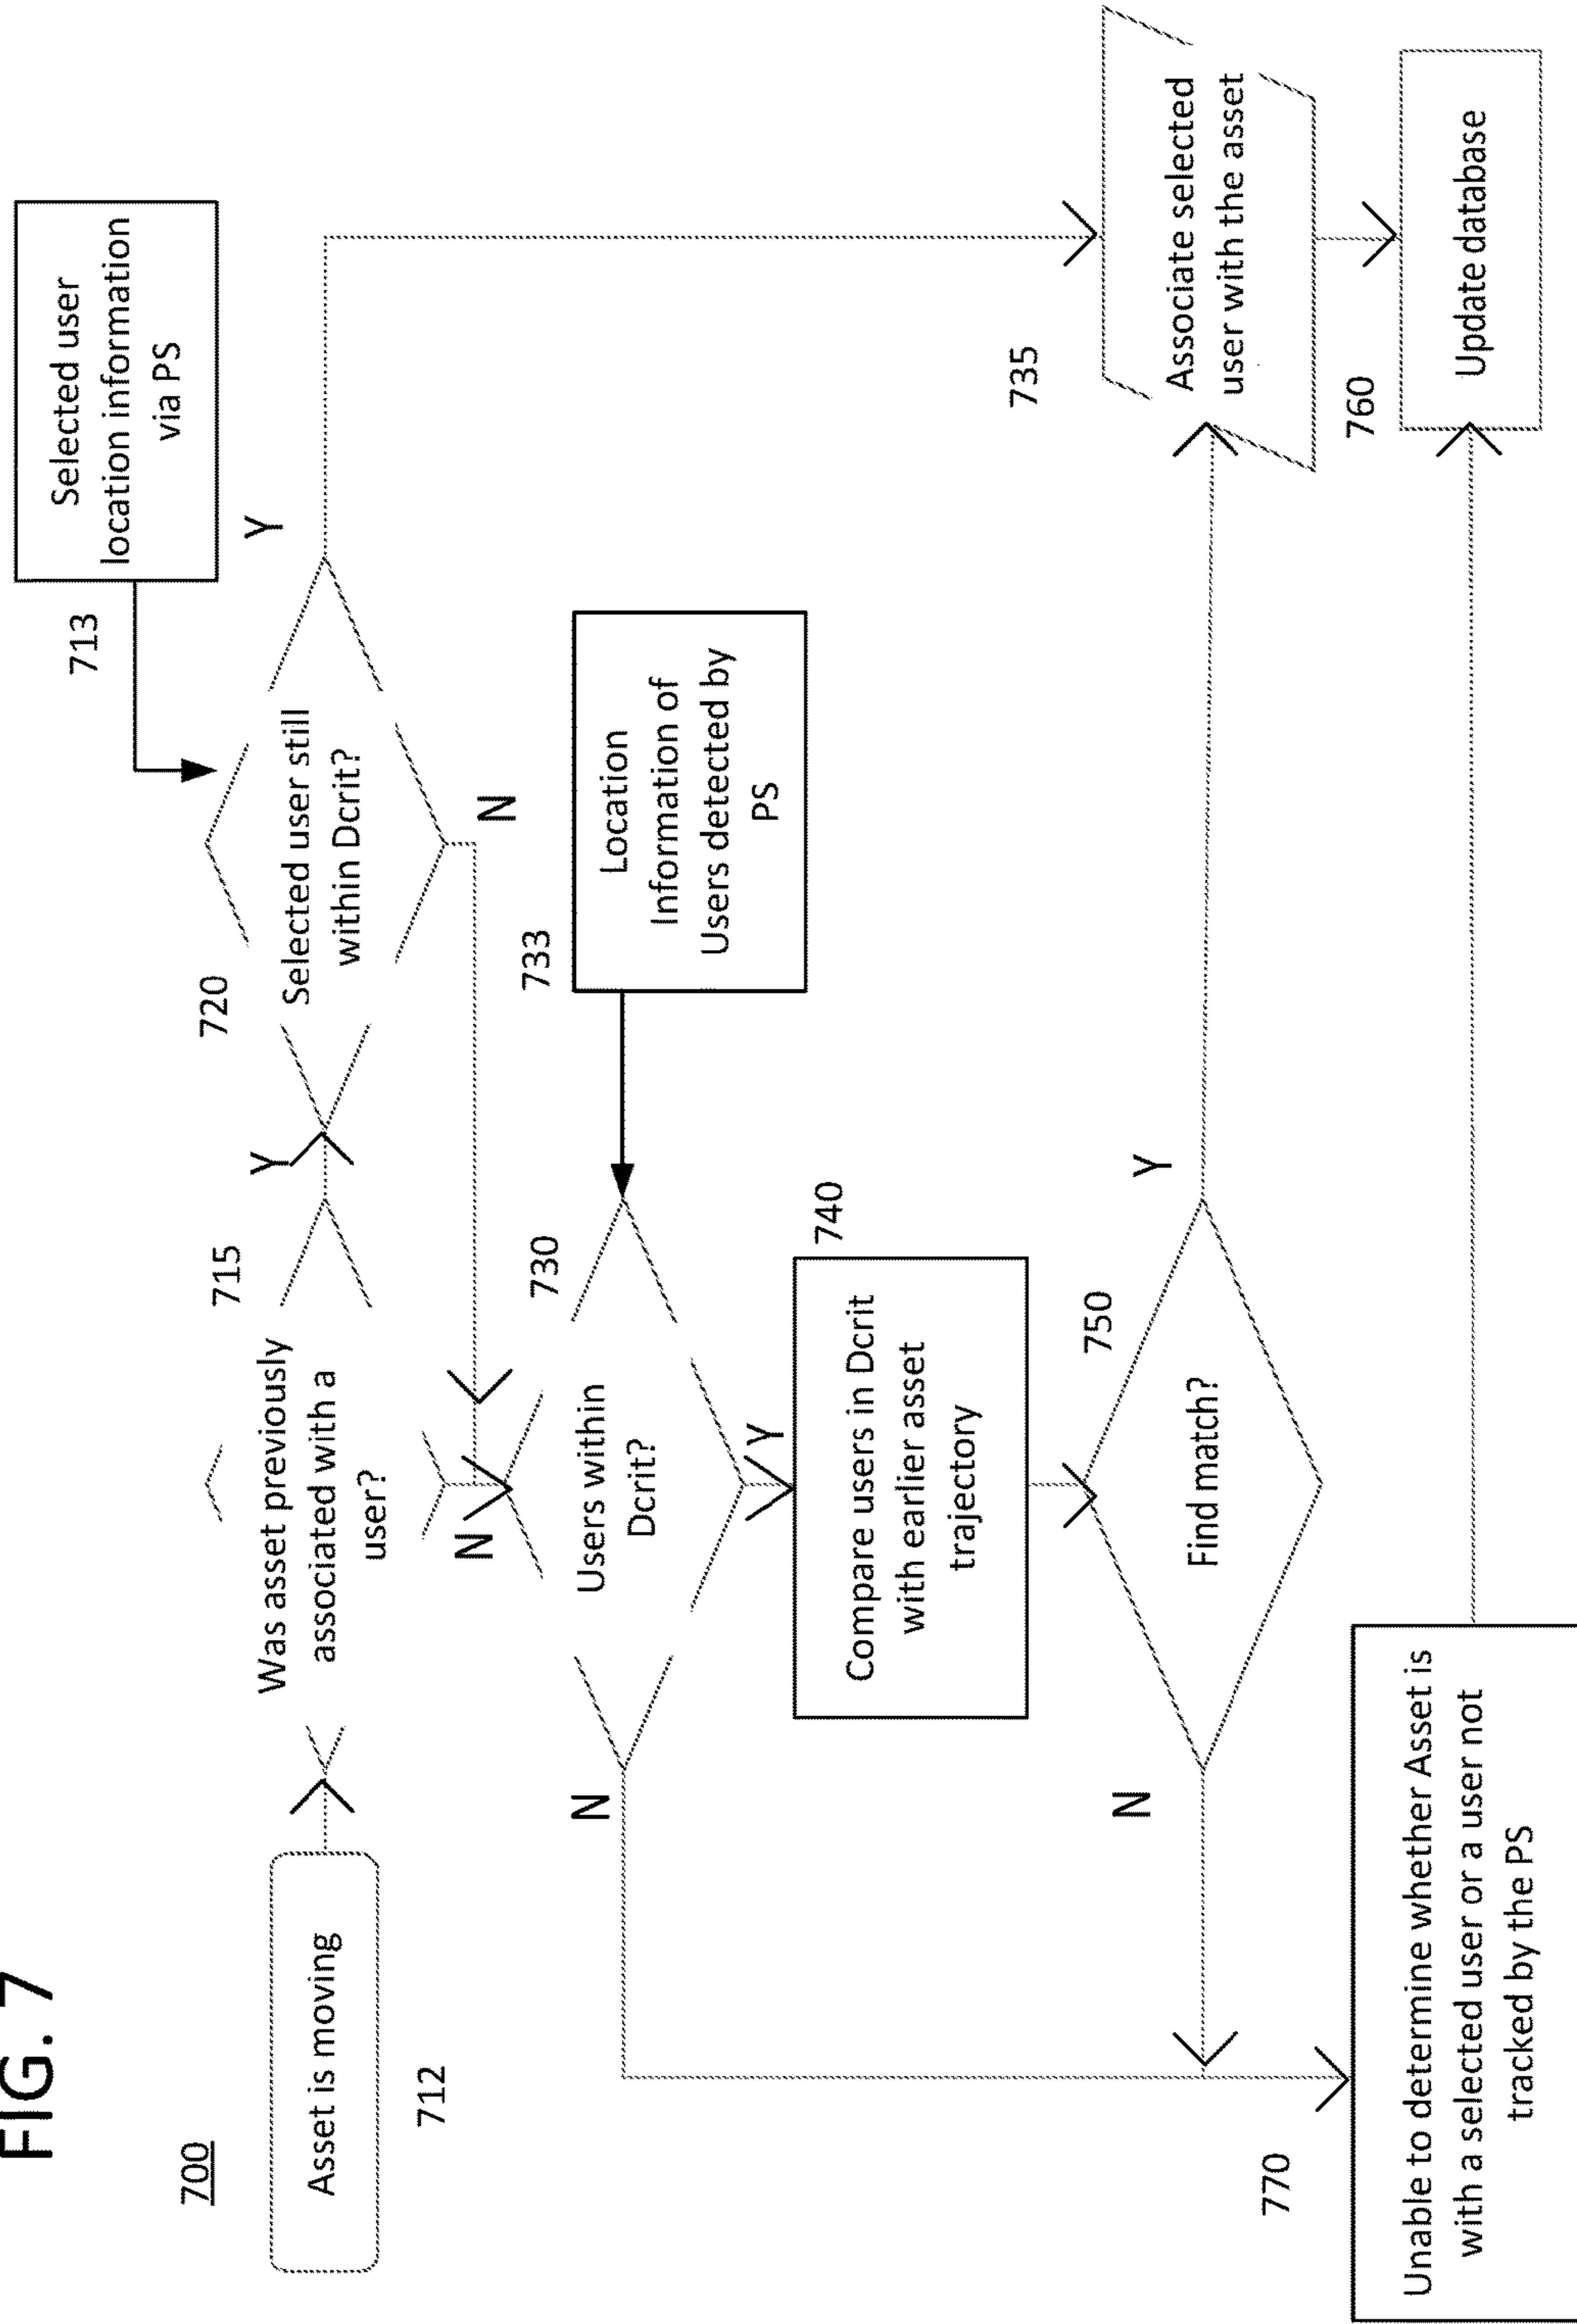 FIG. 7
700
Asset is moving
712
Was asset previously
associated with a
user?
715
Y
N
Selected user still
within Dcrit?
720
Y
N
713
Selected user
location information
via PS
Users within
Dcrit?
730
N
Y
733
Location
Information of
Users detected by
PS
Compare users in Dcrit
with earlier asset
trajectory
740
Find match?
750
N
Y
735
Associate selected
user with the asset
760
Update database
770
Unable to determine whether Asset is
with a selected user or a user not
tracked by the PS